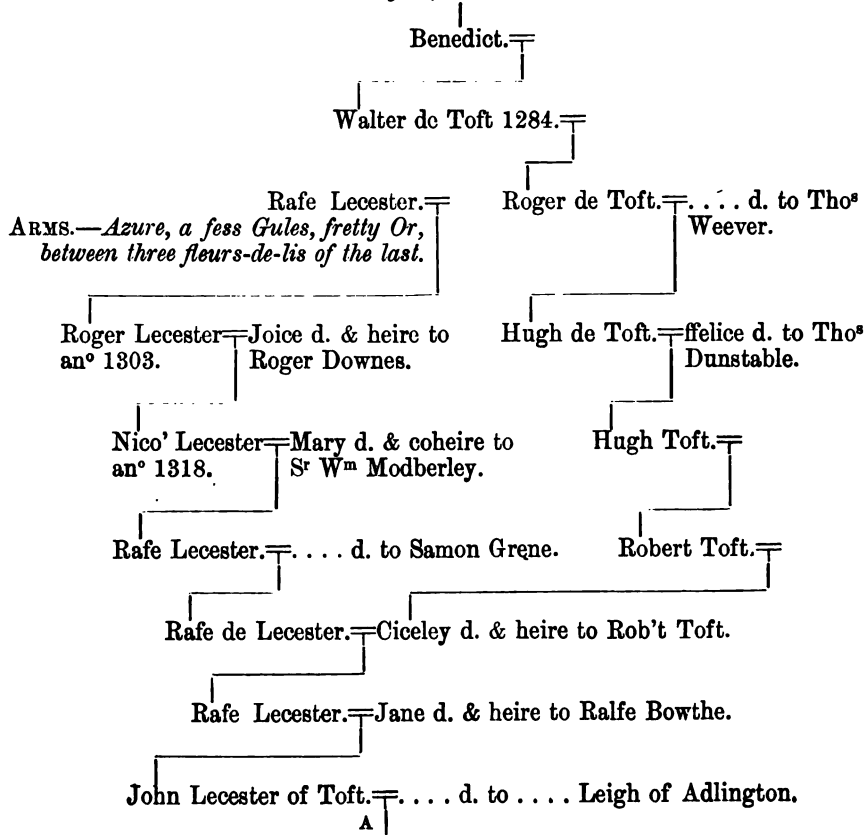 Benedict.
Walter de Toft 1284.
Rafe Lecester.
ARMS.—Azure, a fess Gules, fretty Or,
between three fleurs-de-lis of the last.
Roger de Toft. . . . . d. to Thoˢ
Weever.
Roger Lecester
anº 1303.
Joice d. & heire to
Roger Downes.
Hugh de Toft.
ffelice d. to Thoˢ
Dunstable.
Nico' Lecester
anº 1318.
Mary d. & coheire to
Sʳ Wᵐ Modberley.
Hugh Toft.
Rafe Lecester. . . . . d. to Samon Grene.
Robert Toft.
Rafe de Lecester. Ciceley d. & heire to Rob't Toft.
Rafe Lecester. Jane d. & heire to Ralfe Bowthe.
John Lecester of Toft. . . . . d. to . . . . Leigh of Adlington.
A